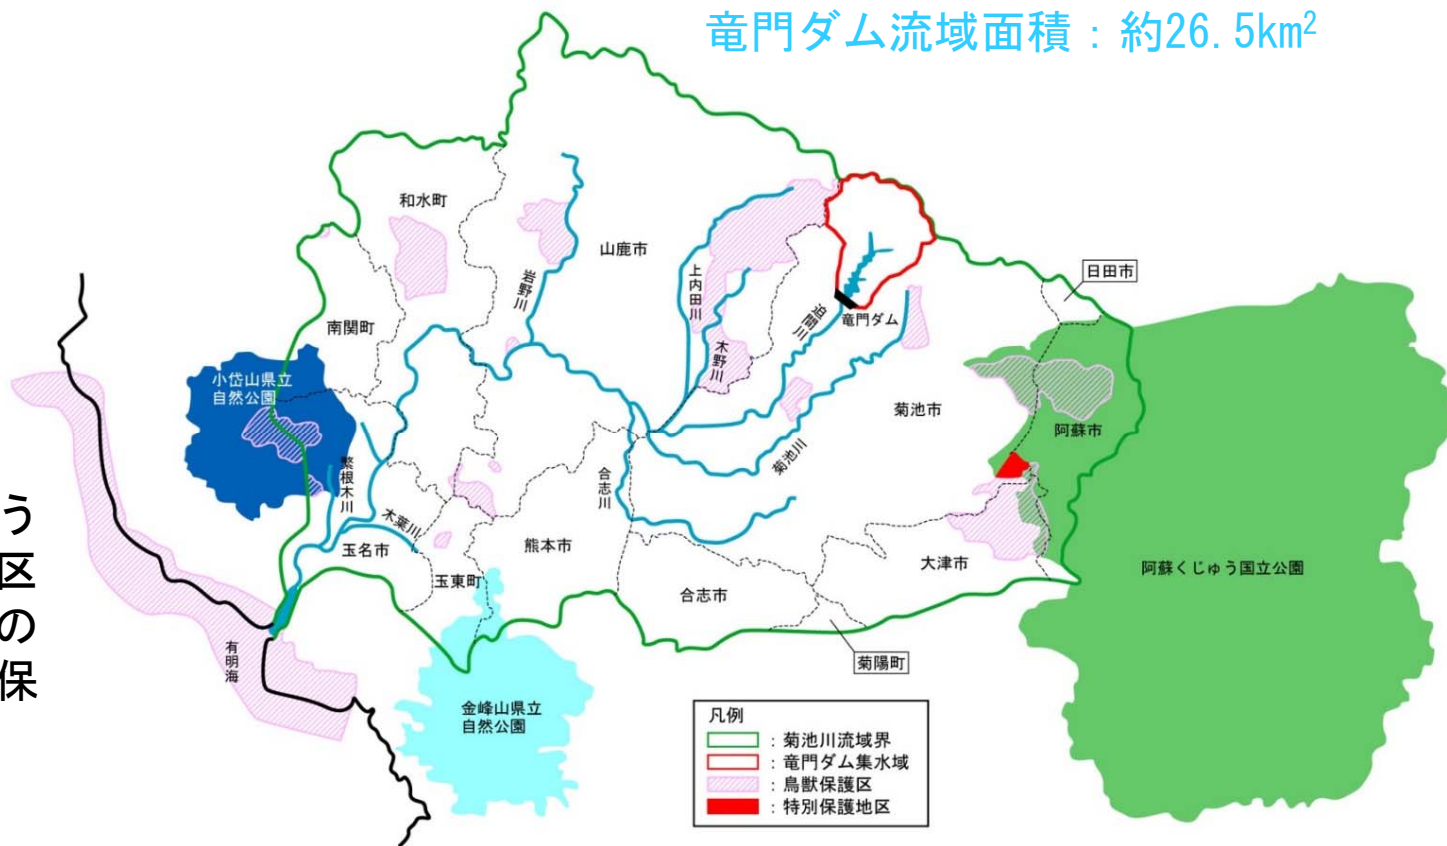 竜門ダム流域面積：約26.5km²
和水町
山鹿市
岩野川
上内田川
木野川
迫間川
竜門ダム
日田市
南関町
小岱山県立
自然公園
菊池市
阿蘇市
菊池川
合志川
繁根木川
木葉川
玉名市
玉東町
熊本市
合志市
大津市
阿蘇くじゅう国立公園
う
区
の
保
有明海
菊陽町
金峰山県立
自然公園
凡例
：菊池川流域界
：竜門ダム集水域
：鳥獣保護区
：特別保護地区